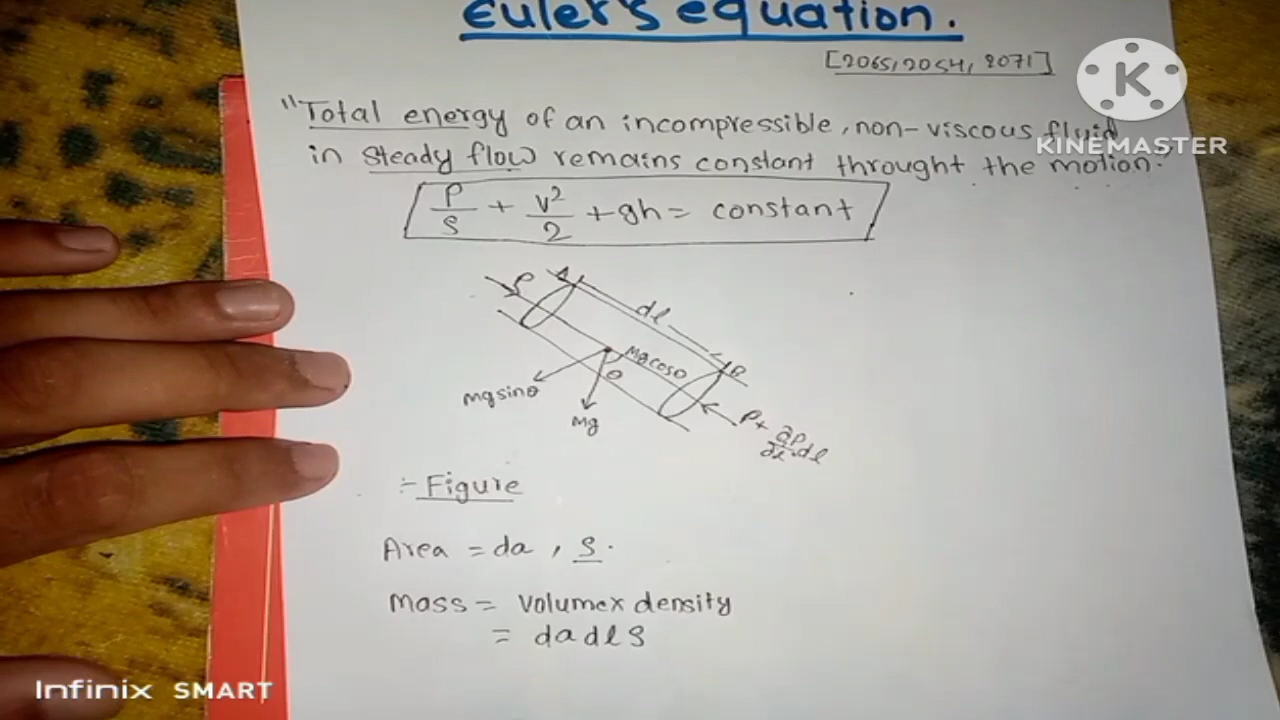 Euler's equation.
[2065, 2054, 2071]
"Total energy of an incompressible, non-viscous fluid
in steady flow remains constant throught the motion."
P/ρ + v²/2 + gh = constant
P A dl
Mg cosθ B
θ
Mg sinθ
Mg
P + ∂P/∂l . dl
:- Figure
Area = da , ρ .
Mass = Volume x density
= da dl ρ
K
KINEMASTER
Infinix SMART